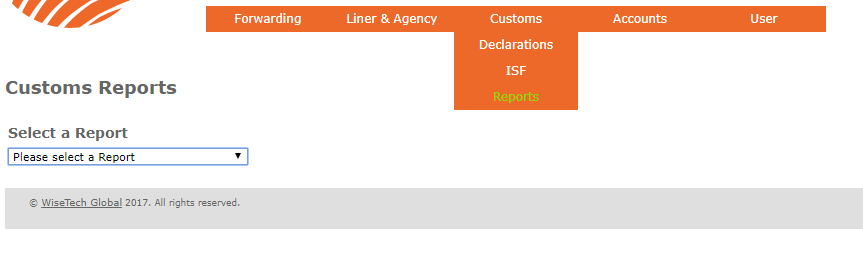 Forwarding Liner & Agency Customs Accounts User
Declarations
ISF
Reports
Customs Reports
Select a Report
Please select a Report
© WiseTech Global 2017. All rights reserved.